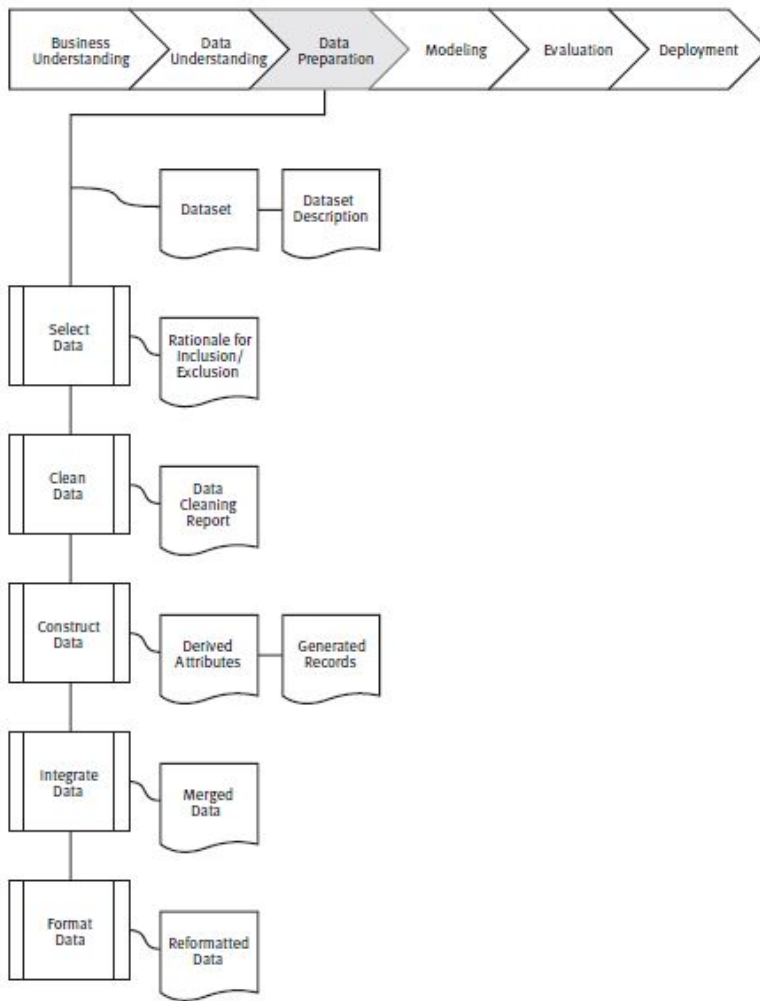 Business
Understanding
Data
Understanding
Data
Preparation
Modeling
Evaluation
Deployment
Dataset
Dataset
Description
Select
Data
Rationale for
Inclusion/
Exclusion
Clean
Data
Data
Cleaning
Report
Construct
Data
Derived
Attributes
Generated
Records
Integrate
Data
Merged
Data
Format
Data
Reformatted
Data